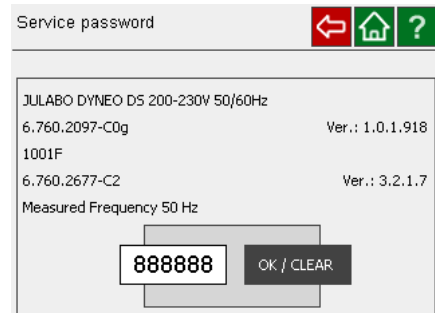 Service password
?
JULABO DYNEO DS 200-230V 50/60Hz
6.760.2097-C0g Ver.: 1.0.1.918
1001F
6.760.2677-C2 Ver.: 3.2.1.7
Measured Frequency 50 Hz
888888 OK / CLEAR